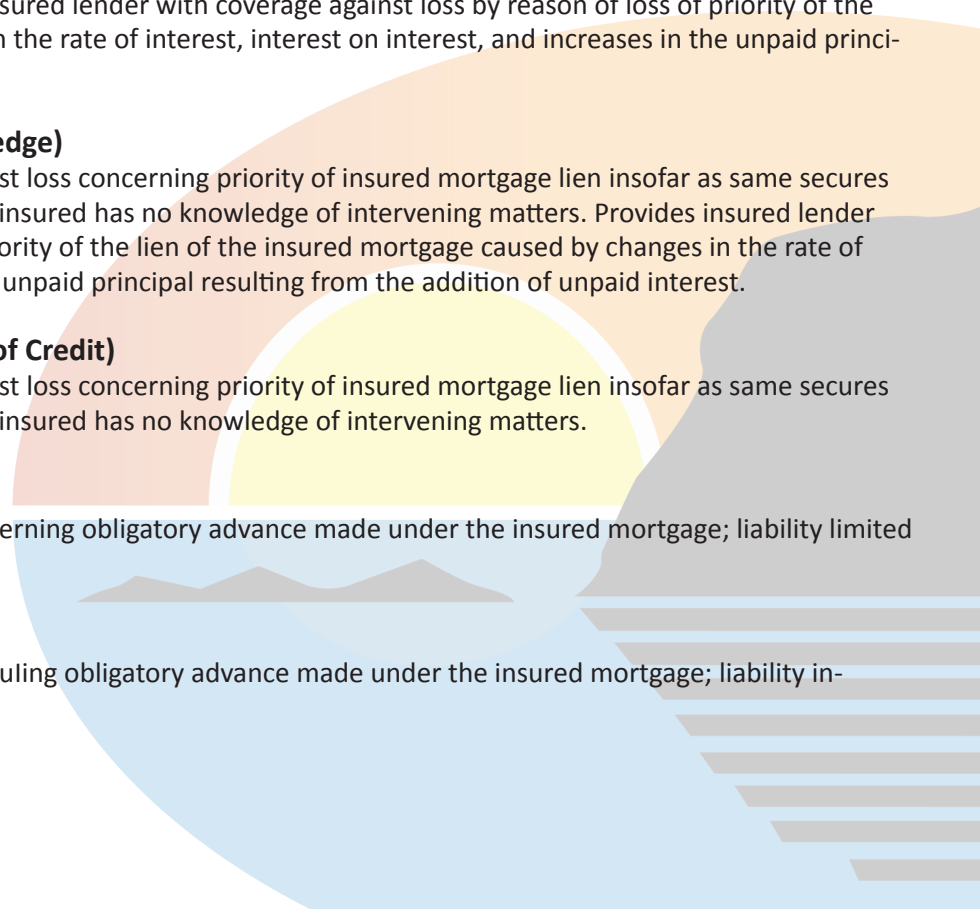 sured lender with coverage against loss by reason of loss of priority of the
n the rate of interest, interest on interest, and increases in the unpaid princi-
edge)
st loss concerning priority of insured mortgage lien insofar as same secures
insured has no knowledge of intervening matters. Provides insured lender
ority of the lien of the insured mortgage caused by changes in the rate of
unpaid principal resulting from the addition of unpaid interest.
of Credit)
st loss concerning priority of insured mortgage lien insofar as same secures
insured has no knowledge of intervening matters.
erning obligatory advance made under the insured mortgage; liability limited
uling obligatory advance made under the insured mortgage; liability in-